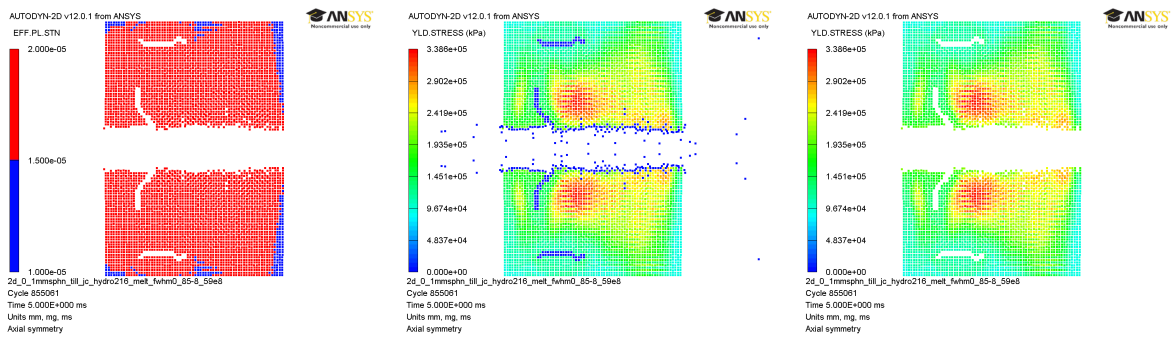 AUTODYN-2D v12.0.1 from ANSYS
ANSYS
Noncommercial use only
EFF.PL.STN
2.000e-05
1.500e-05
1.000e-05
2d_0_1mmsphn_till_jc_hydro216_melt_fwhm0_85-8_59e8
Cycle 855061
Time 5.000E+000 ms
Units mm, mg, ms
Axial symmetry
AUTODYN-2D v12.0.1 from ANSYS
ANSYS
Noncommercial use only
YLD.STRESS (kPa)
3.386e+05
2.902e+05
2.419e+05
1.935e+05
1.451e+05
9.674e+04
4.837e+04
0.000e+00
2d_0_1mmsphn_till_jc_hydro216_melt_fwhm0_85-8_59e8
Cycle 855061
Time 5.000E+000 ms
Units mm, mg, ms
Axial symmetry
AUTODYN-2D v12.0.1 from ANSYS
ANSYS
Noncommercial use only
YLD.STRESS (kPa)
3.386e+05
2.902e+05
2.419e+05
1.935e+05
1.451e+05
9.674e+04
4.837e+04
0.000e+00
2d_0_1mmsphn_till_jc_hydro216_melt_fwhm0_85-8_59e8
Cycle 855061
Time 5.000E+000 ms
Units mm, mg, ms
Axial symmetry